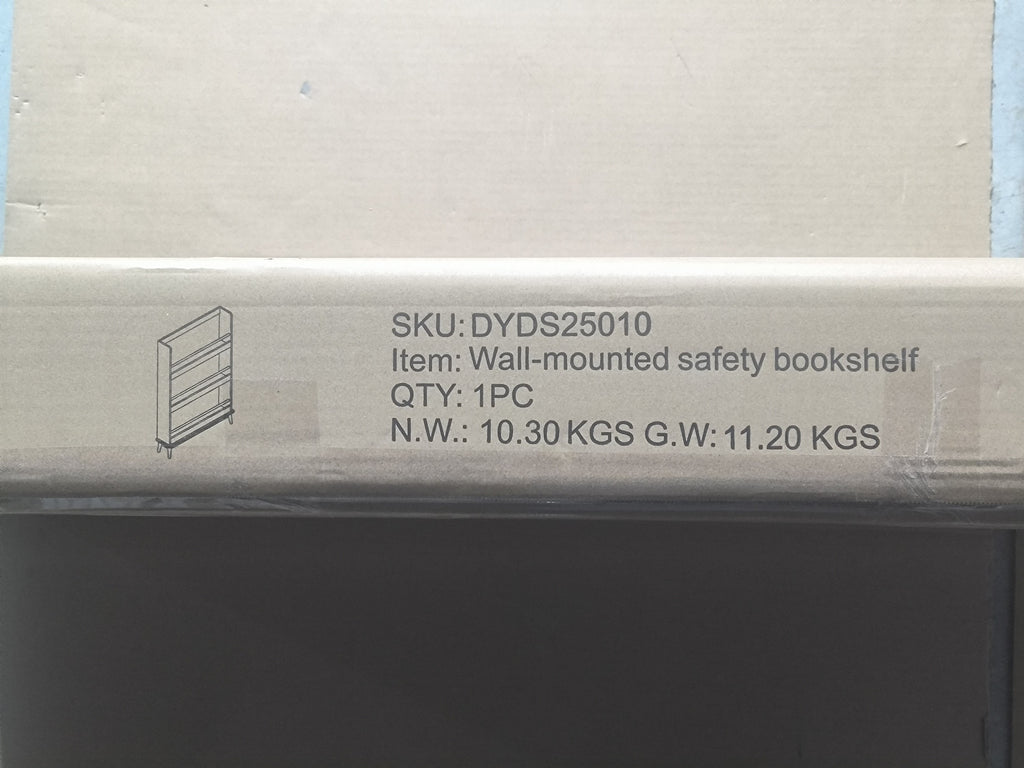 SKU: DYDS25010
Item: Wall-mounted safety bookshelf
QTY: 1PC
N.W.: 10.30 KGS G.W: 11.20 KGS